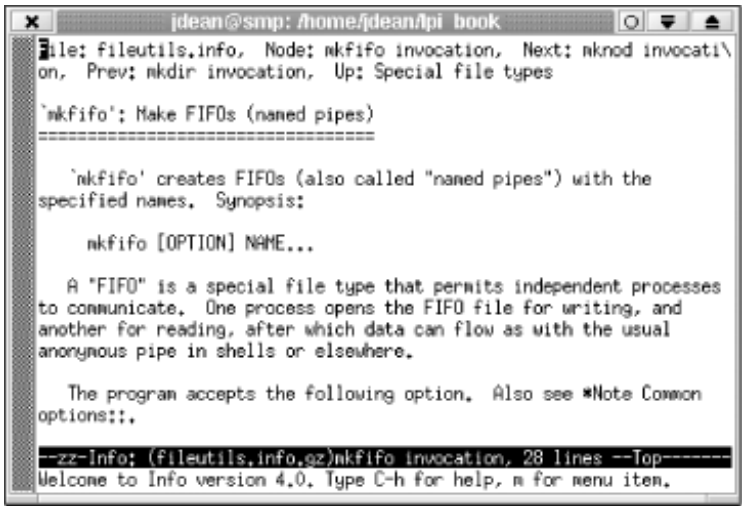 jdean@smp: /home/jdean/lpi_book
File: fileutils.info,  Node: mkfifo invocation,  Next: mknod invocati\
on,  Prev: mkdir invocation,  Up: Special file types
`mkfifo': Make FIFOs (named pipes)
==================================
`mkfifo' creates FIFOs (also called "named pipes") with the
specified names.  Synopsis:
mkfifo [OPTION] NAME...
A "FIFO" is a special file type that permits independent processes
to communicate.  One process opens the FIFO file for writing, and
another for reading, after which data can flow as with the usual
anonymous pipe in shells or elsewhere.
The program accepts the following option.  Also see *Note Common
options::.
--zz-Info: (fileutils.info.gz)mkfifo invocation, 28 lines --Top-------
Welcome to Info version 4.0. Type C-h for help, m for menu item.